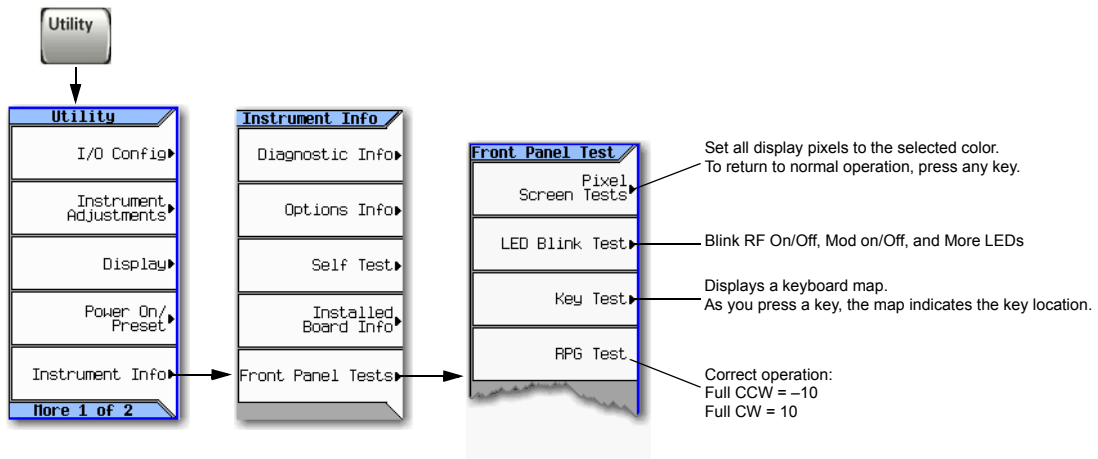 Utility
Utility
I/O Config
Instrument
Adjustments
Display
Power On/
Preset
Instrument Info
More 1 of 2
Instrument Info
Diagnostic Info
Options Info
Self Test
Installed
Board Info
Front Panel Tests
Front Panel Test
Pixel
Screen Tests
LED Blink Test
Key Test
RPG Test
Set all display pixels to the selected color.
To return to normal operation, press any key.
Blink RF On/Off, Mod on/Off, and More LEDs
Displays a keyboard map.
As you press a key, the map indicates the key location.
Correct operation:
Full CCW = –10
Full CW = 10